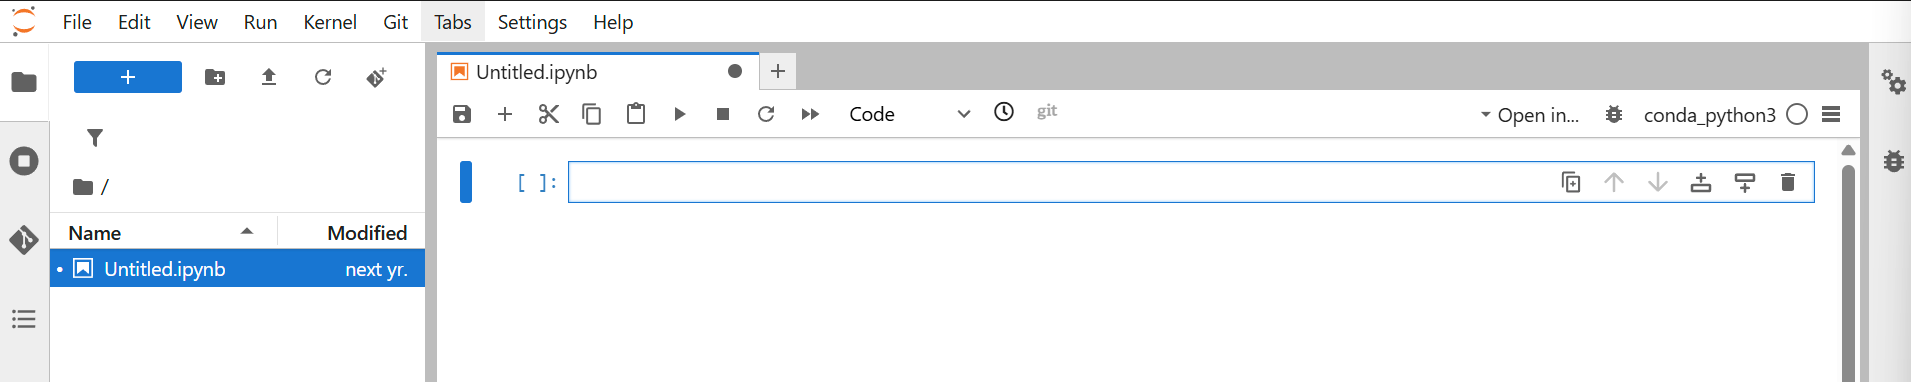 File Edit View Run Kernel Git Tabs Settings Help
Untitled.ipynb
Code git Open in... conda_python3
/
[ ]:
Name Modified
Untitled.ipynb next yr.